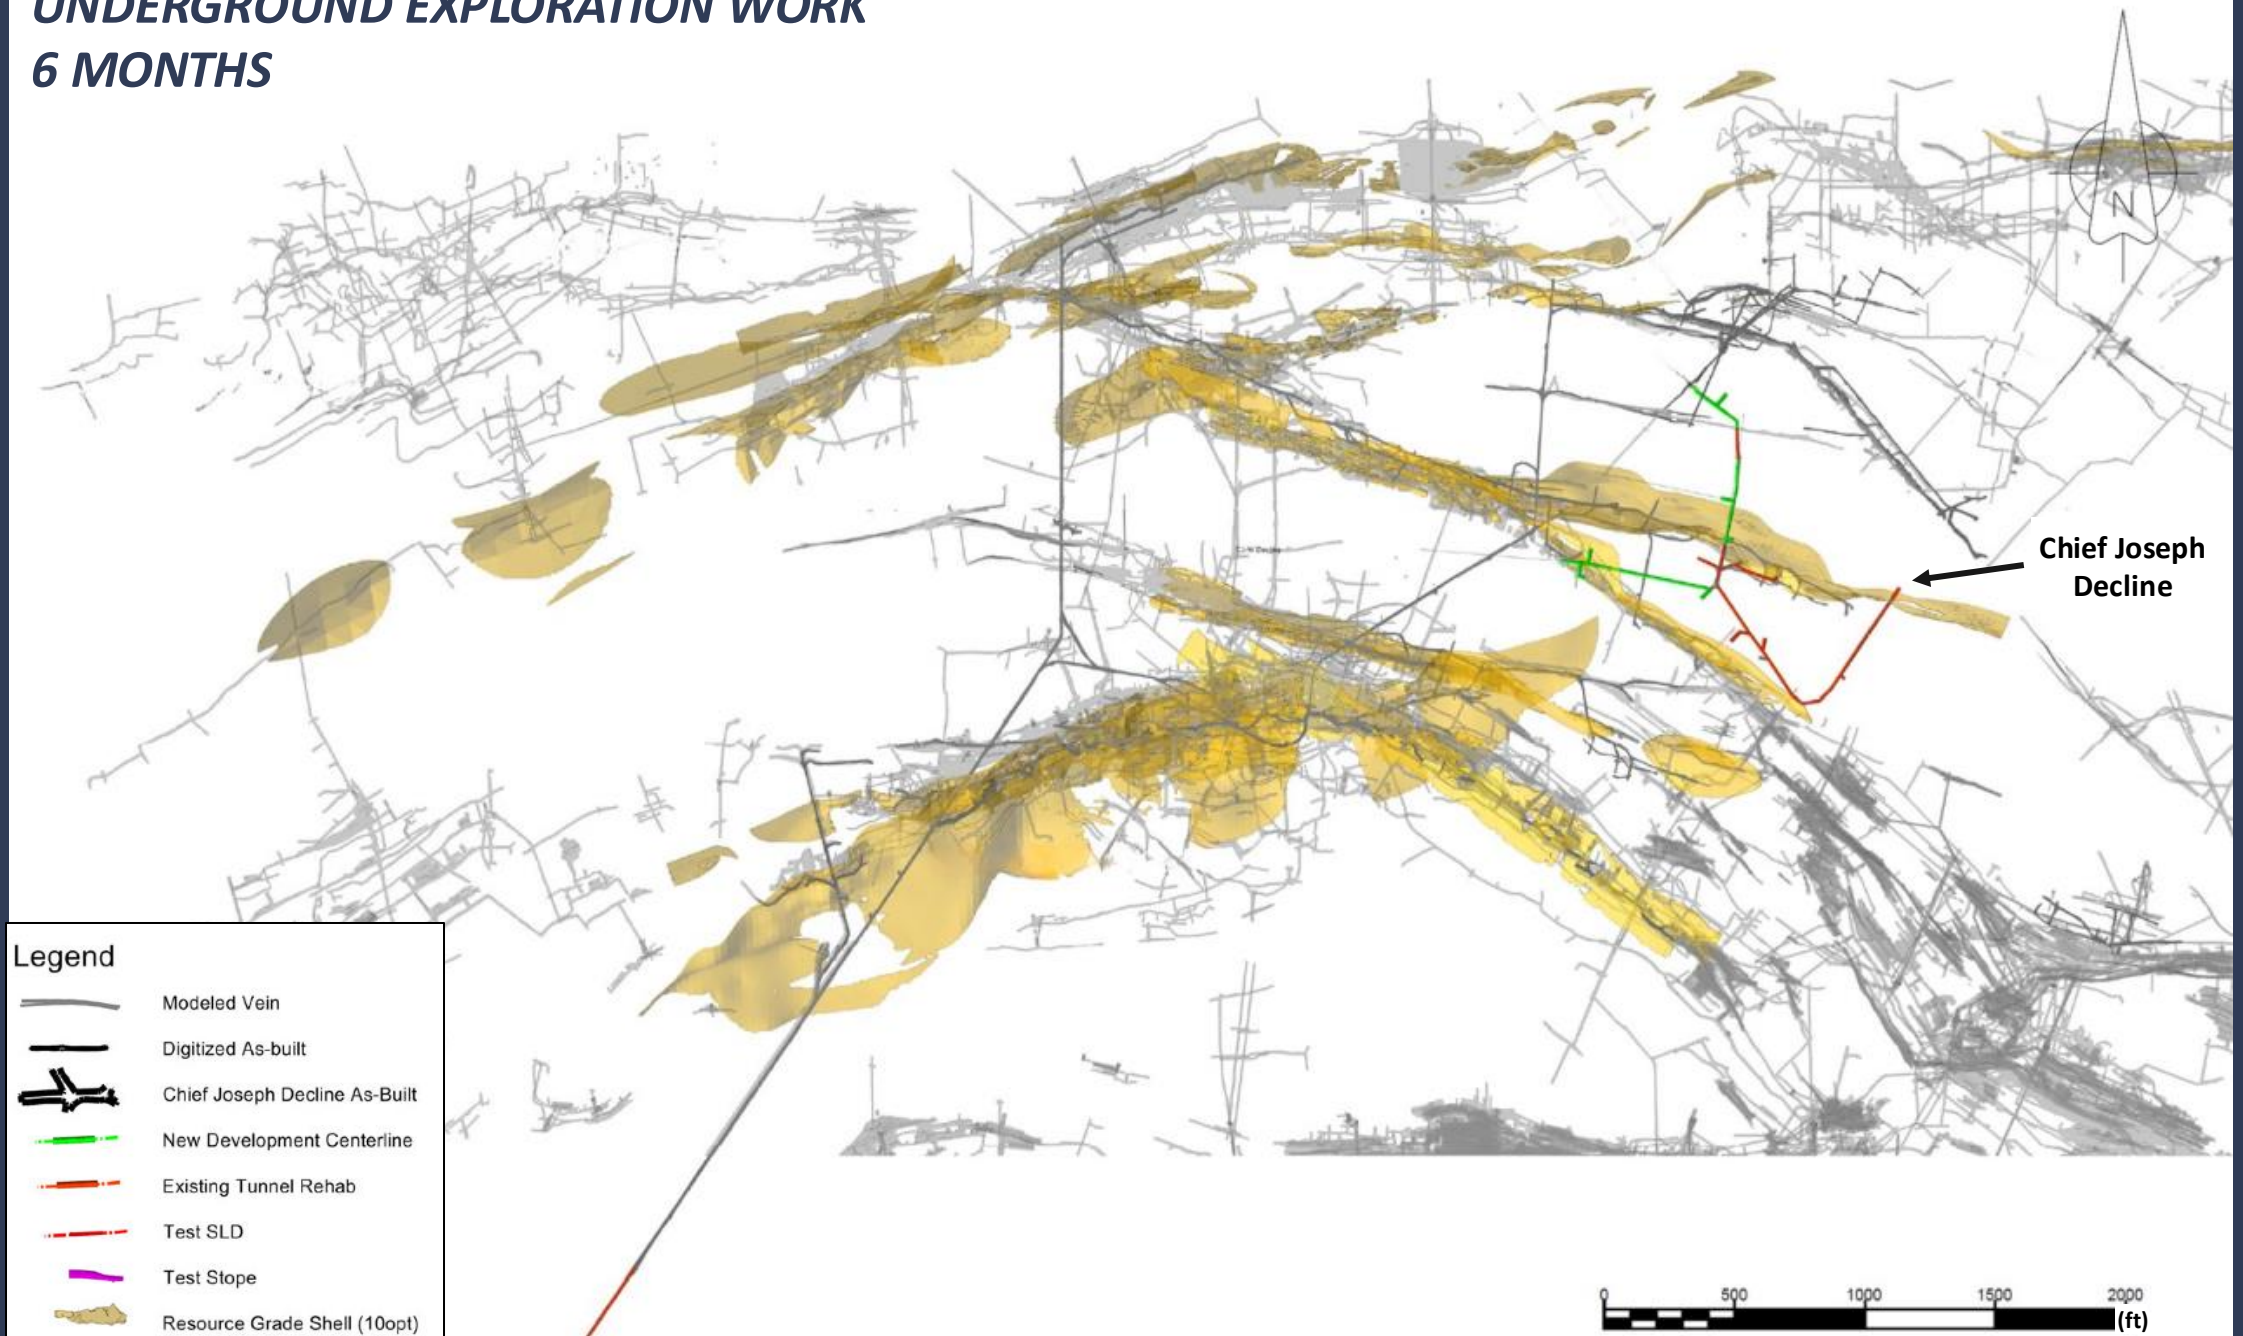 UNDERGROUND EXPLORATION WORK
6 MONTHS
N
Chief Joseph
Decline
Legend
Modeled Vein
Digitized As-built
Chief Joseph Decline As-Built
New Development Centerline
Existing Tunnel Rehab
Test SLD
Test Stope
Resource Grade Shell (10opt)
0 500 1000 1500 2000
(ft)